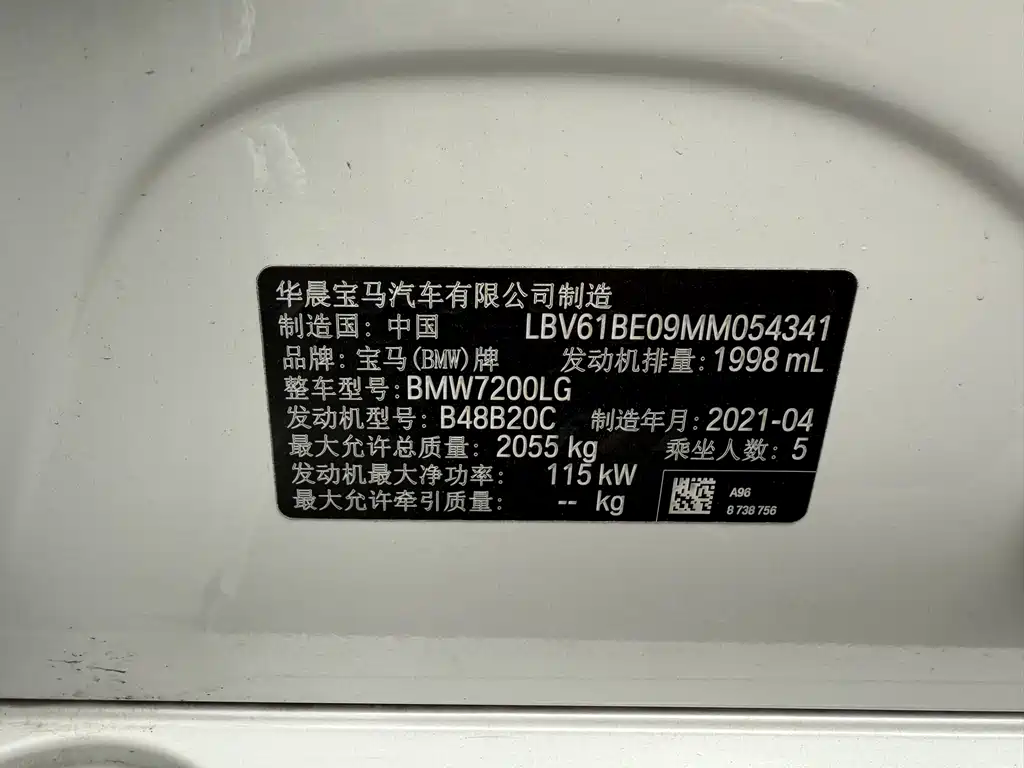 华晨宝马汽车有限公司制造
制造国: 中国 LBV61BE09MM054341
品牌: 宝马(BMW)牌 发动机排量: 1998 mL
整车型号: BMW7200LG
发动机型号: B48B20C 制造年月: 2021-04
最大允许总质量: 2055 kg 乘坐人数: 5
发动机最大净功率: 115 kW
最大允许牵引质量: -- kg
A96
8 738 756